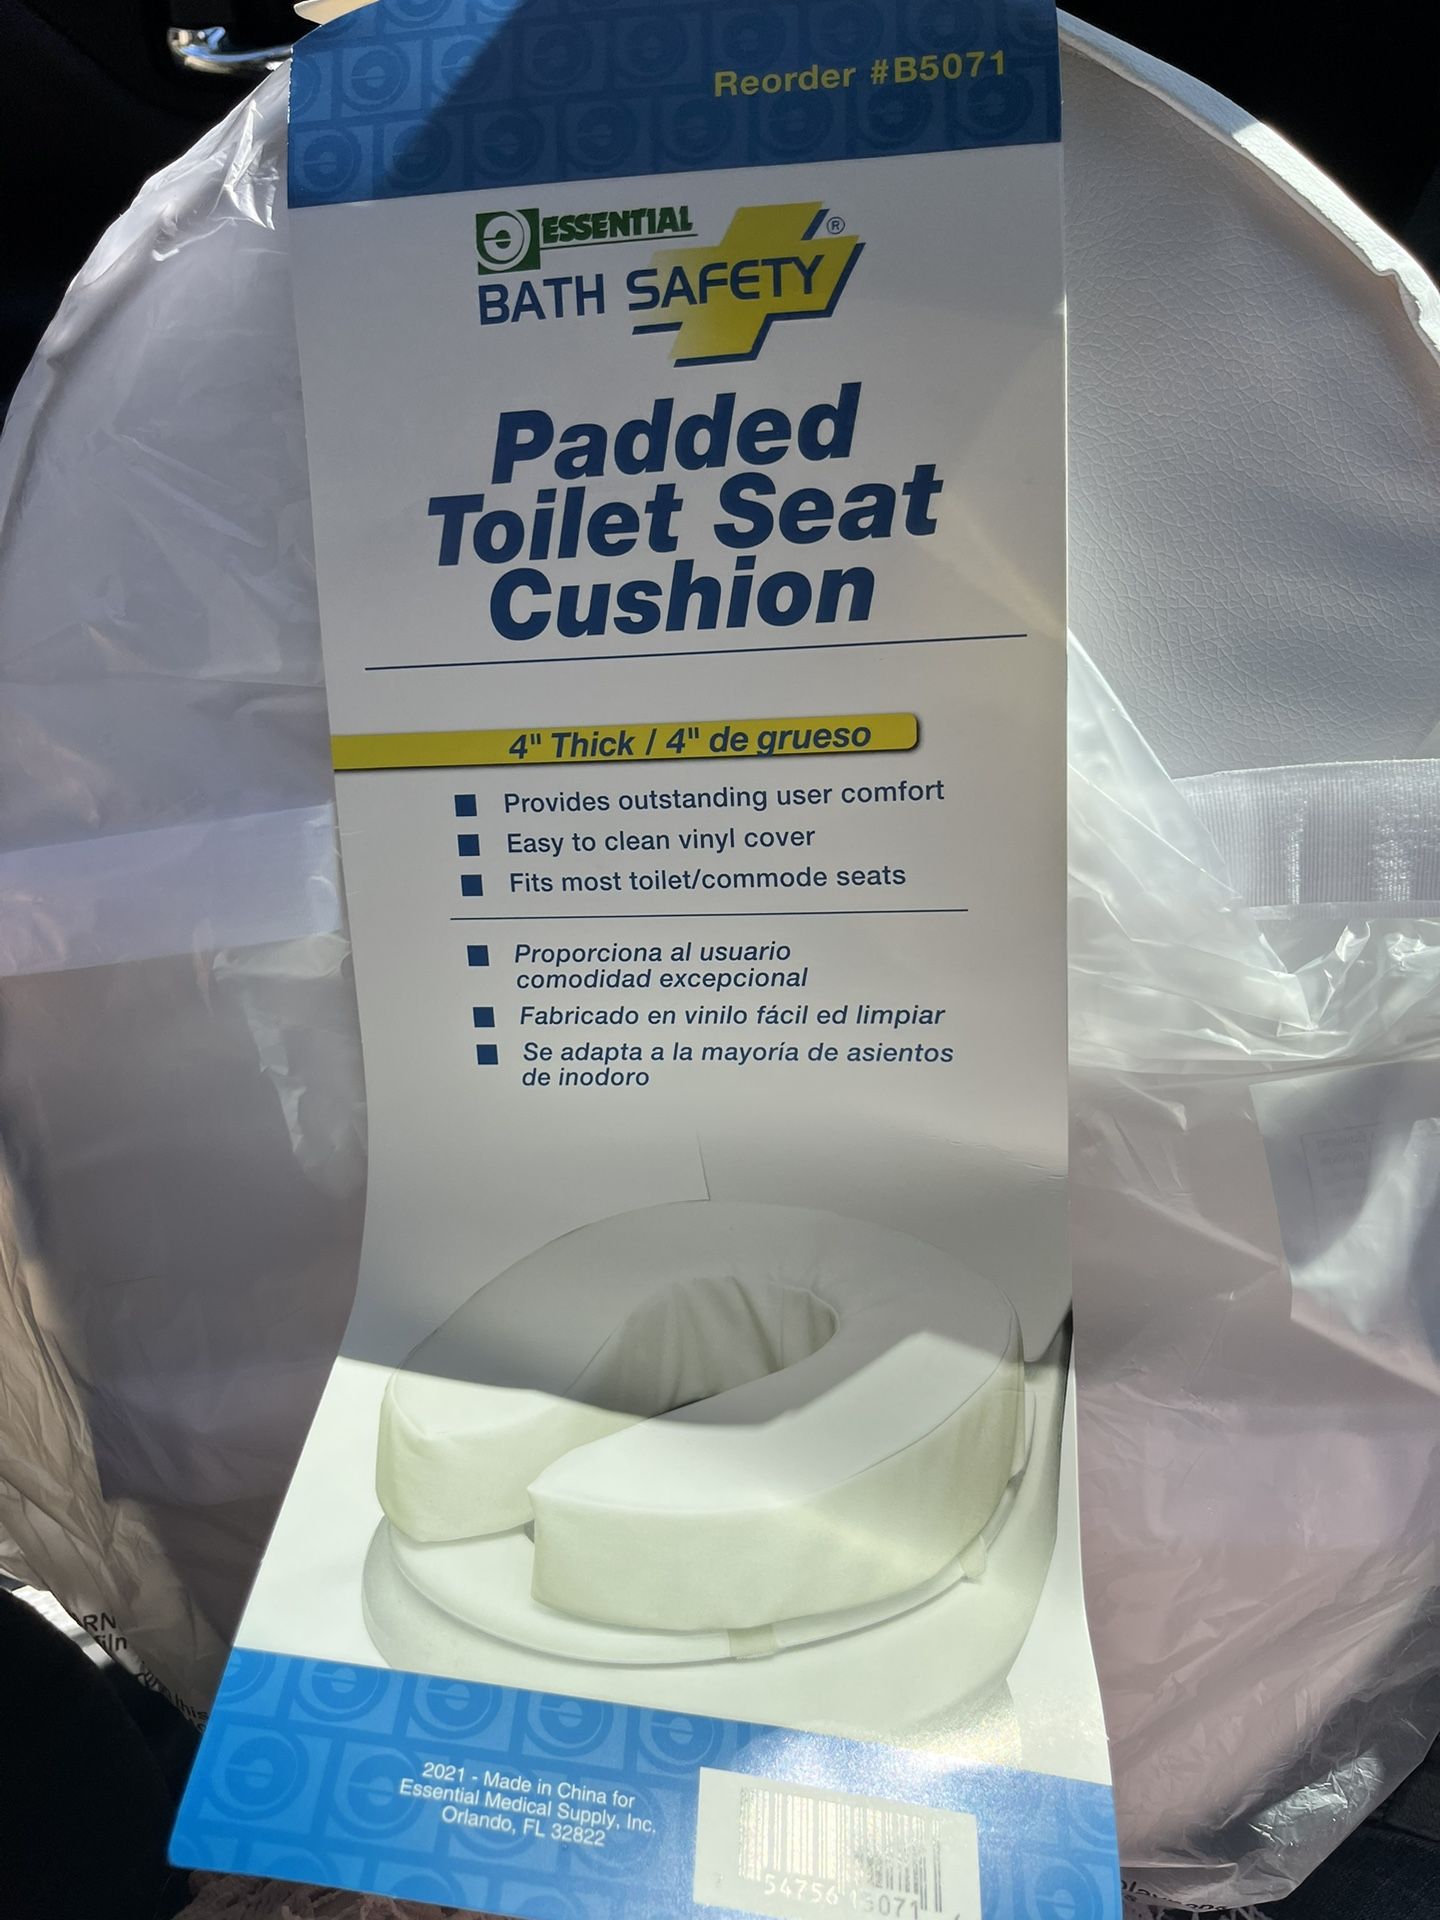 Reorder #B5071
ESSENTIAL
BATH SAFETY®
Padded
Toilet Seat
Cushion
4" Thick / 4" de grueso
■ Provides outstanding user comfort
■ Easy to clean vinyl cover
■ Fits most toilet/commode seats
■ Proporciona al usuario
comodidad excepcional
■ Fabricado en vinilo fácil ed limpiar
■ Se adapta a la mayoría de asientos
de inodoro
2021 - Made in China for
Essential Medical Supply, Inc.
Orlando, FL 32822
54756